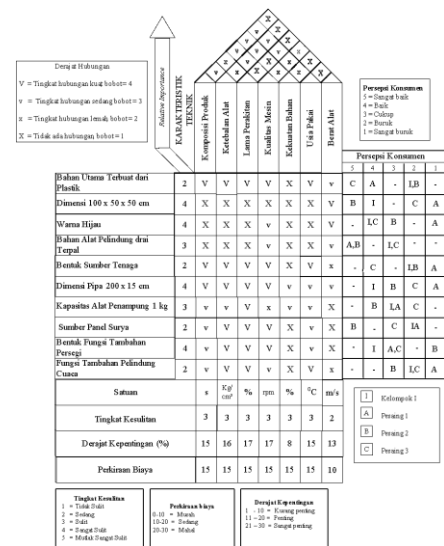 Derajat Hubungan
V = Tingkat hubungan kuat bobot= 4
v = Tingkat hubungan sedang bobot= 3
x = Tingkat hubungan lemah bobot= 2
X = Tidak ada hubungan bobot= 1
Relative Importance
KARAKTERISTIK TEKNIK
Komposisi Produk
Ketebalan Alat
Lama Perakitan
Kualitas Mesin
Kekuatan Bahan
Usia Pakai
Berat Alat
Persepsi Konsumen
5 = Sangat baik
4 = Baik
3 = Cukup
2 = Buruk
1 = Sangat buruk
Persepsi Konsumen
5 4 3 2 1
Bahan Utama Terbuat dari Plastik 2 V V V V X V v C A - I,B -
Dimensi 100 x 50 x 50 cm 4 X X X X X X V B I - C A
Warna Hijau 4 X X X v X X V - I,C B - A
Bahan Alat Pelindung drai Terpal 3 X X X v X X v A,B - I,C - -
Bentuk Sumber Tenaga 2 V V V V X V x - C - I,B A
Dimensi Pipa 200 x 15 cm 4 V V V V v v v - I B C A
Kapasitas Alat Penampung 1 kg 3 v v V x v v X - B I,A C -
Sumber Panel Surya 2 v V V V X v X B - C I,A -
Bentuk Fungsi Tambahan Persegi 4 v V V V X v X - I A,C - B
Fungsi Tambahan Pelindung Cuaca 2 v V V v X V x - - B I,C A
Satuan s Kg/cm³ % rpm % ⁰C m/s
Tingkat Kesulitan 3 3 3 3 3 3 2
Derajat Kepentingan (%) 15 16 17 17 8 15 13
Perkiraan Biaya 15 15 15 15 15 15 10
I Kelompok 1
A Pesaing 1
B Pesaing 2
C Pesaing 3
Tingkat Kesulitan
1 = Tidak Sulit
2 = Sedang
3 = Sulit
4 = Sangat Sulit
5 = Mutlak Sangat Sulit
Perkiraan biaya
0-10 = Murah
10-20 = Sedang
20-30 = Mahal
Derajat Kepentingan
1 - 10 = Kurang penting
11 - 20 = Penting
21 - 30 = Sangat penting